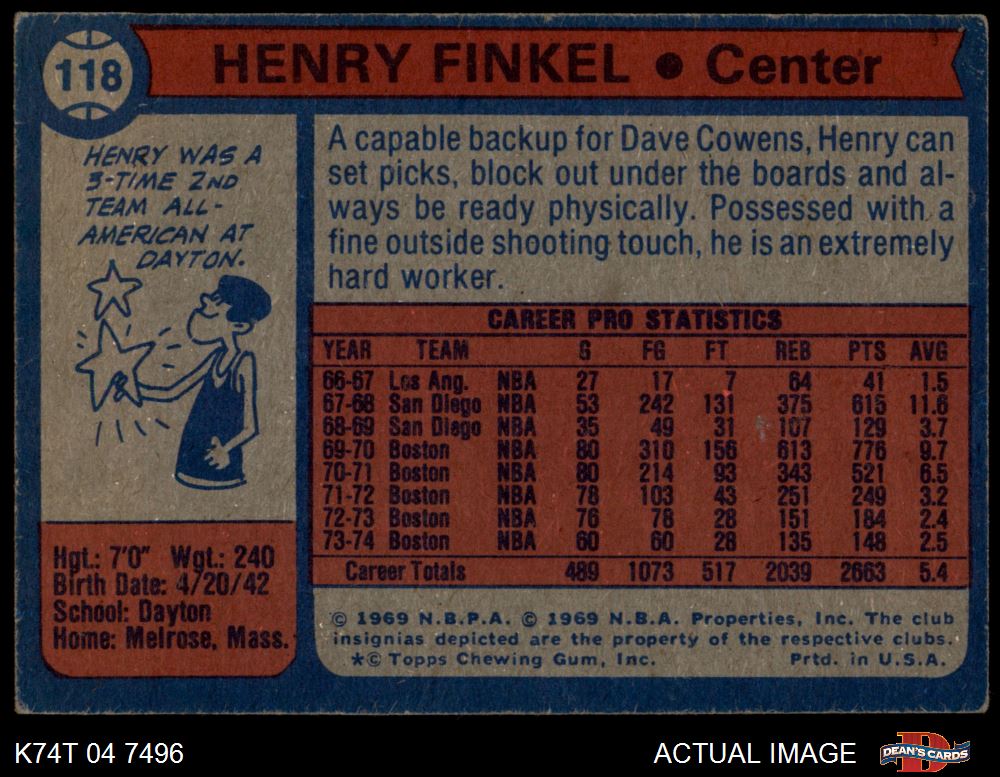 118
HENRY FINKEL ● Center
HENRY WAS A
3-TIME 2ND
TEAM ALL-
AMERICAN AT
DAYTON.
A capable backup for Dave Cowens, Henry can
set picks, block out under the boards and al-
ways be ready physically. Possessed with a
fine outside shooting touch, he is an extremely
hard worker.
CAREER PRO STATISTICS
YEAR TEAM G FG FT REB PTS AVG
66-67 Los Ang. NBA 27 17 7 64 41 1.5
67-68 San Diego NBA 53 242 131 375 615 11.6
68-69 San Diego NBA 35 49 31 107 129 3.7
69-70 Boston NBA 80 310 156 613 776 9.7
70-71 Boston NBA 80 214 93 343 521 6.5
71-72 Boston NBA 78 103 43 251 249 3.2
72-73 Boston NBA 76 78 28 151 184 2.4
73-74 Boston NBA 60 60 28 135 148 2.5
Career Totals 489 1073 517 2039 2663 5.4
Hgt.: 7'0" Wgt.: 240
Birth Date: 4/20/42
School: Dayton
Home: Melrose, Mass.
© 1969 N.B.P.A. © 1969 N.B.A. Properties, Inc. The club
insignias depicted are the property of the respective clubs.
*© Topps Chewing Gum, Inc. Prtd. in U.S.A.
K74T 04 7496
ACTUAL IMAGE
DEAN'S CARDS